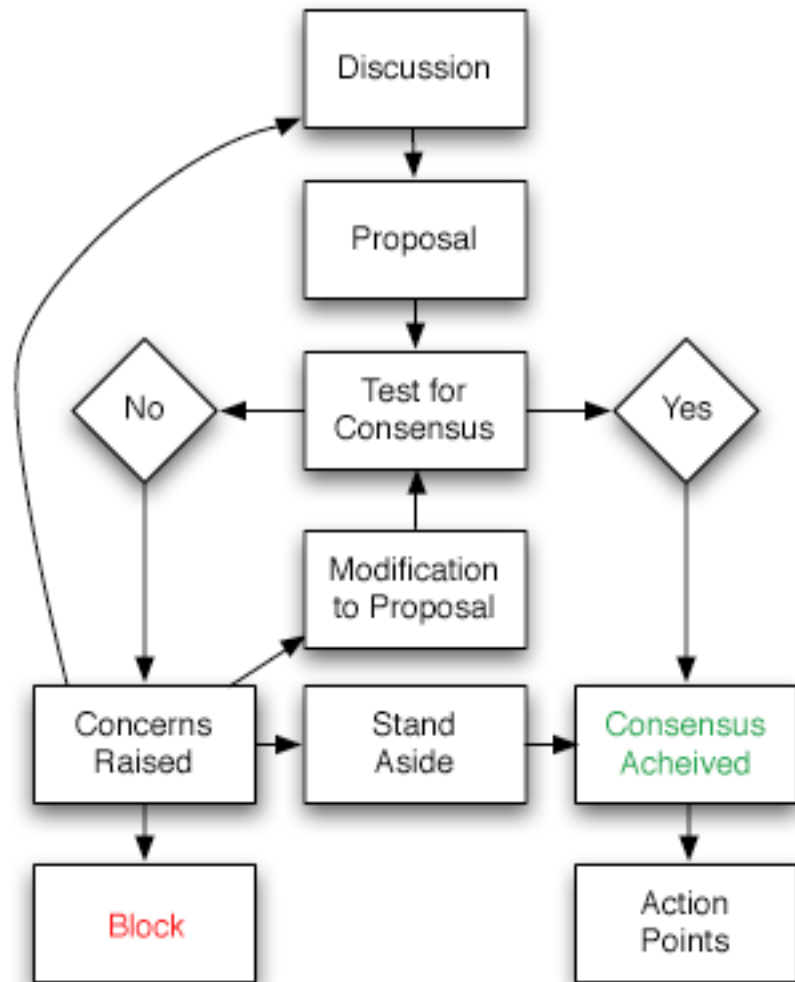 Discussion
Proposal
No
Test for
Consensus
Yes
Modification
to Proposal
Concerns
Raised
Stand
Aside
Consensus
Acheived
Block
Action
Points